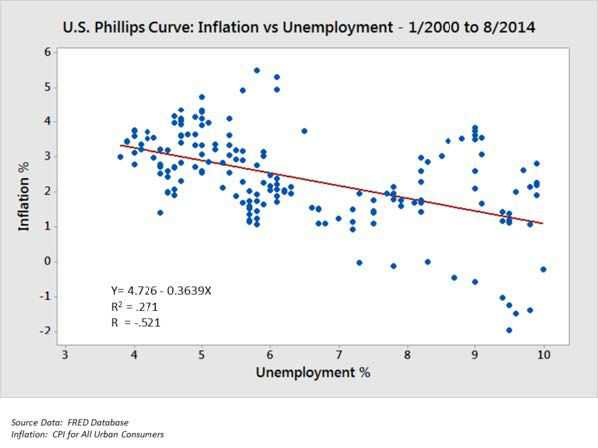 U.S. Phillips Curve: Inflation vs Unemployment - 1/2000 to 8/2014
6
5
4
3
2
1
0
-1
-2
Inflation %
Y= 4.726 - 0.3639X
R² = .271
R = -.521
3 4 5 6 7 8 9 10
Unemployment %
Source Data: FRED Database
Inflation: CPI for All Urban Consumers